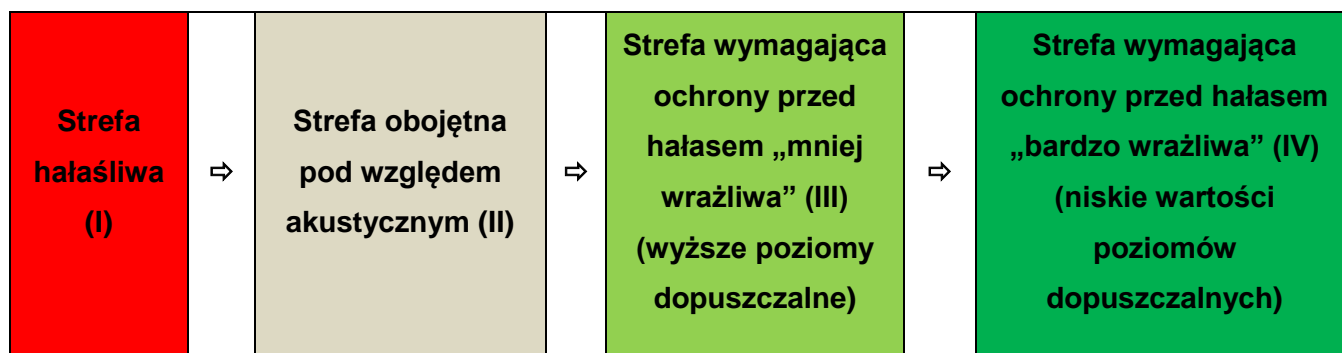 Strefa
hałaśliwa
(I)
⇨
Strefa obojętna
pod względem
akustycznym (II)
⇨
Strefa wymagająca
ochrony przed
hałasem „mniej
wrażliwa” (III)
(wyższe poziomy
dopuszczalne)
⇨
Strefa wymagająca
ochrony przed hałasem
„bardzo wrażliwa” (IV)
(niskie wartości
poziomów
dopuszczalnych)